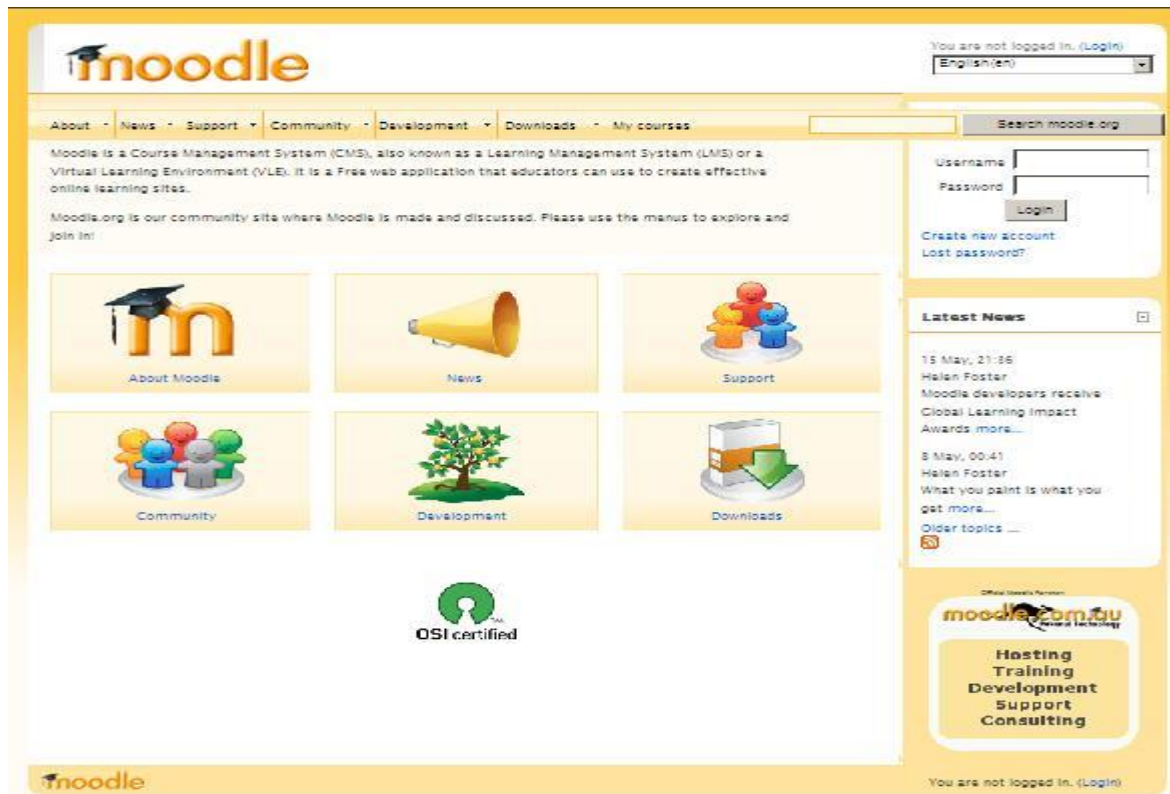 moodle
You are not logged in. (Login)
English (en)
About News Support Community Development Downloads My courses
Search moodle.org
Moodle is a Course Management System (CMS), also known as a Learning Management System (LMS) or a
Virtual Learning Environment (VLE). It is a Free web application that educators can use to create effective
online learning sites.
Moodle.org is our community site where Moodle is made and discussed. Please use the menus to explore and
join in!
Username
Password
Login
Create new account
Lost password?
About Moodle
News
Support
Community
Development
Downloads
OSI certified
Latest News
15 May, 21:36
Helen Foster
Moodle developers receive
Global Learning Impact
Awards more...
8 May, 00:41
Helen Foster
What you paint is what you
get more...
Older topics ...
moodle.com.au
Hosting
Training
Development
Support
Consulting
moodle
You are not logged in. (Login)